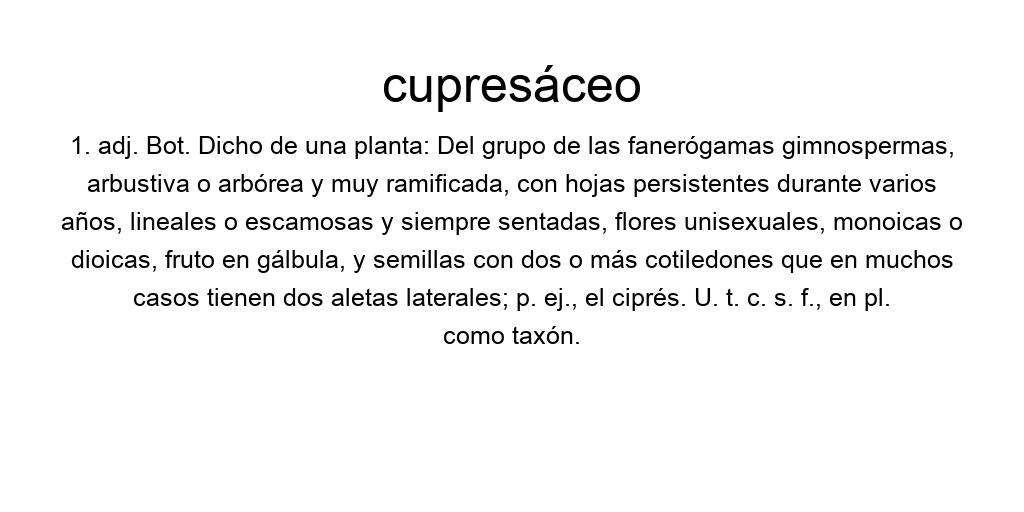 cupresáceo
1. adj. Bot. Dicho de una planta: Del grupo de las fanerógamas gimnospermas,
arbustiva o arbórea y muy ramificada, con hojas persistentes durante varios
años, lineales o escamosas y siempre sentadas, flores unisexuales, monoicas o
dioicas, fruto en gálbula, y semillas con dos o más cotiledones que en muchos
casos tienen dos aletas laterales; p. ej., el ciprés. U. t. c. s. f., en pl.
como taxón.